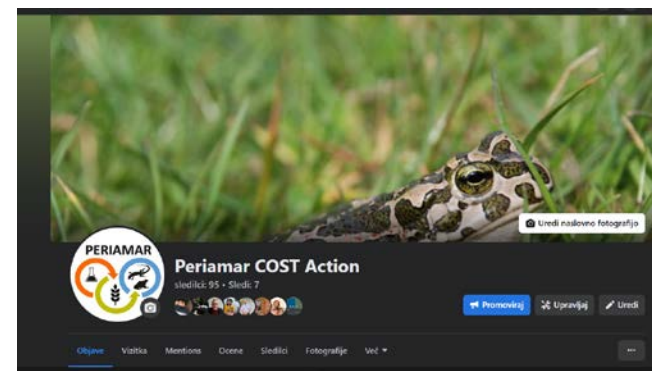 Uredi naslovno fotografijo
PERIAMAR
Periamar COST Action
sledilci: 95 • Sledi: 7
Promoviraj
Upravljaj
Uredi
Objave Vizitka Mentions Ocene Sledilci Fotografije Več